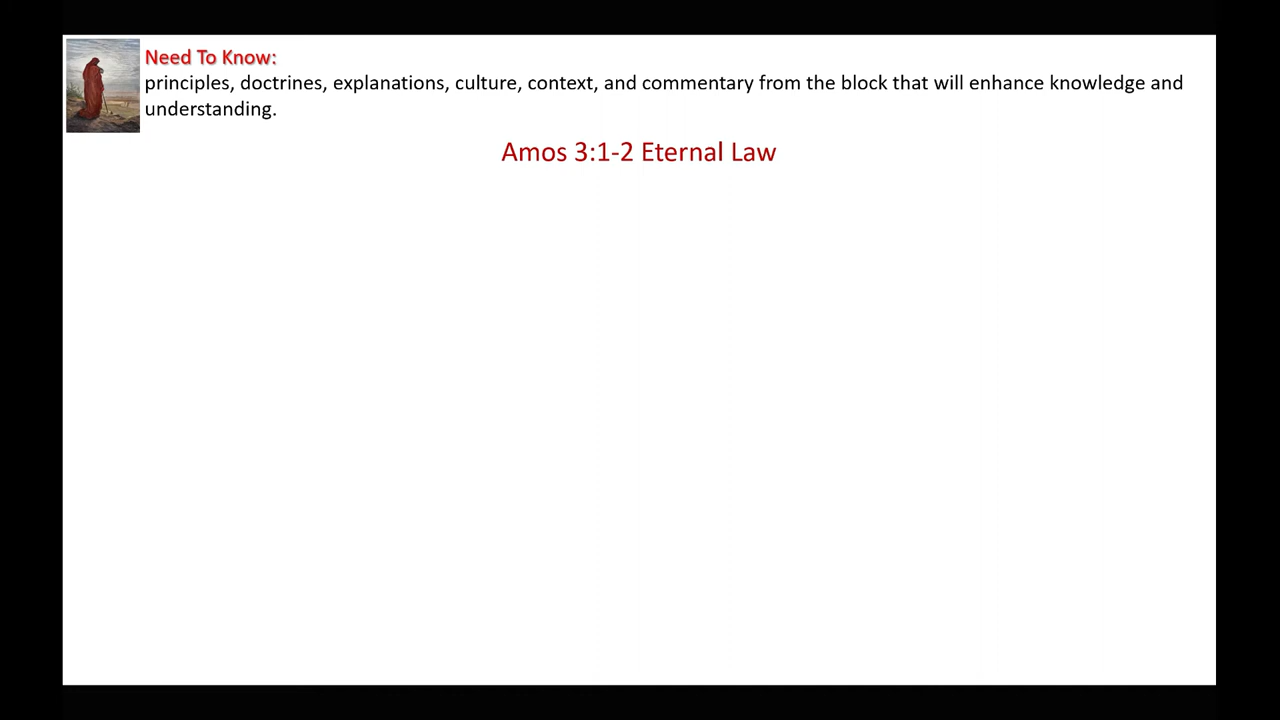 Need To Know:
principles, doctrines, explanations, culture, context, and commentary from the block that will enhance knowledge and
understanding.
Amos 3:1-2 Eternal Law